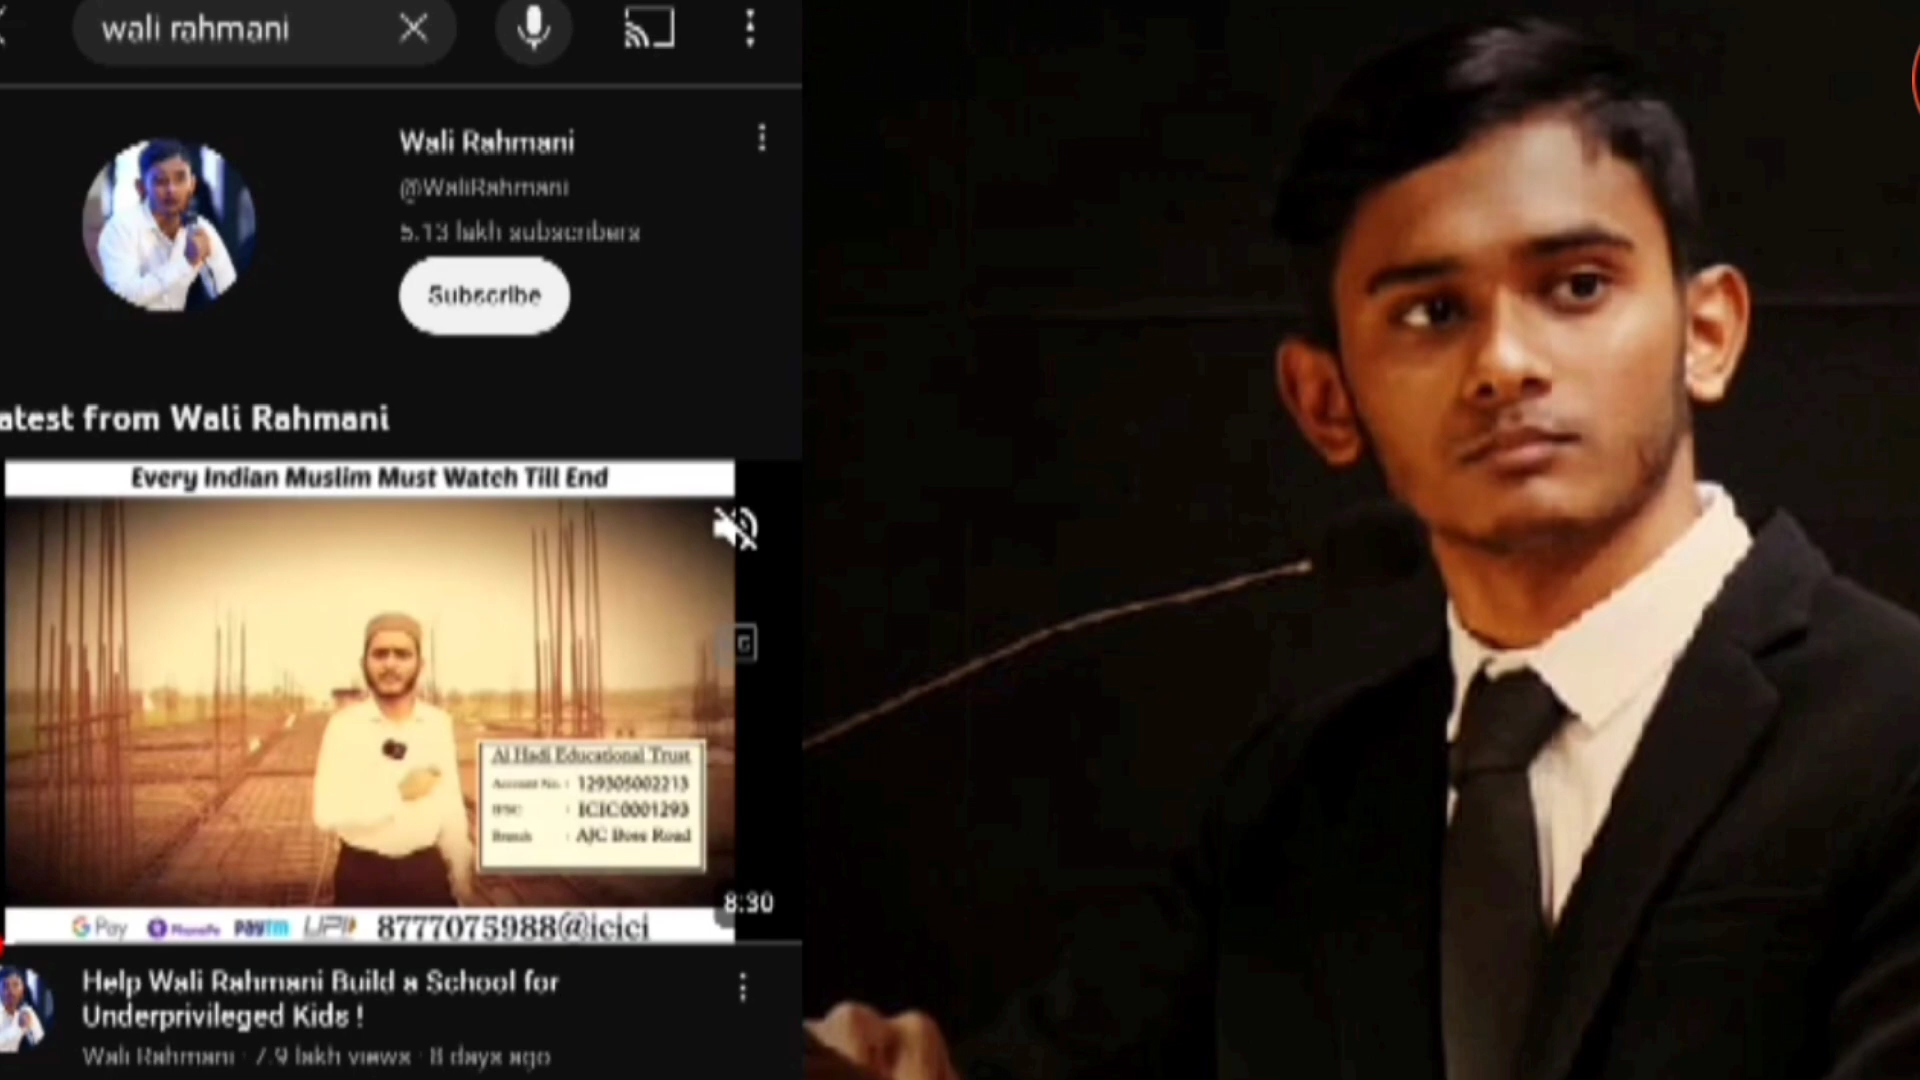 wali rahmani
Wali Rahmani
@WaliRahmani
5.13 lakh subscribers
Subscribe
atest from Wali Rahmani
Every Indian Muslim Must Watch Till End
Al Hadi Educational Trust
Account No. : 129305002213
IFSC : ICIC0001293
Branch : AJC Bose Road
8:30
G Pay PhonePe paytm UPI 8777075988@icici
Help Wali Rahmani Build a School for
Underprivileged Kids !
Wali Rahmani · 7.9 lakh views · 8 days ago